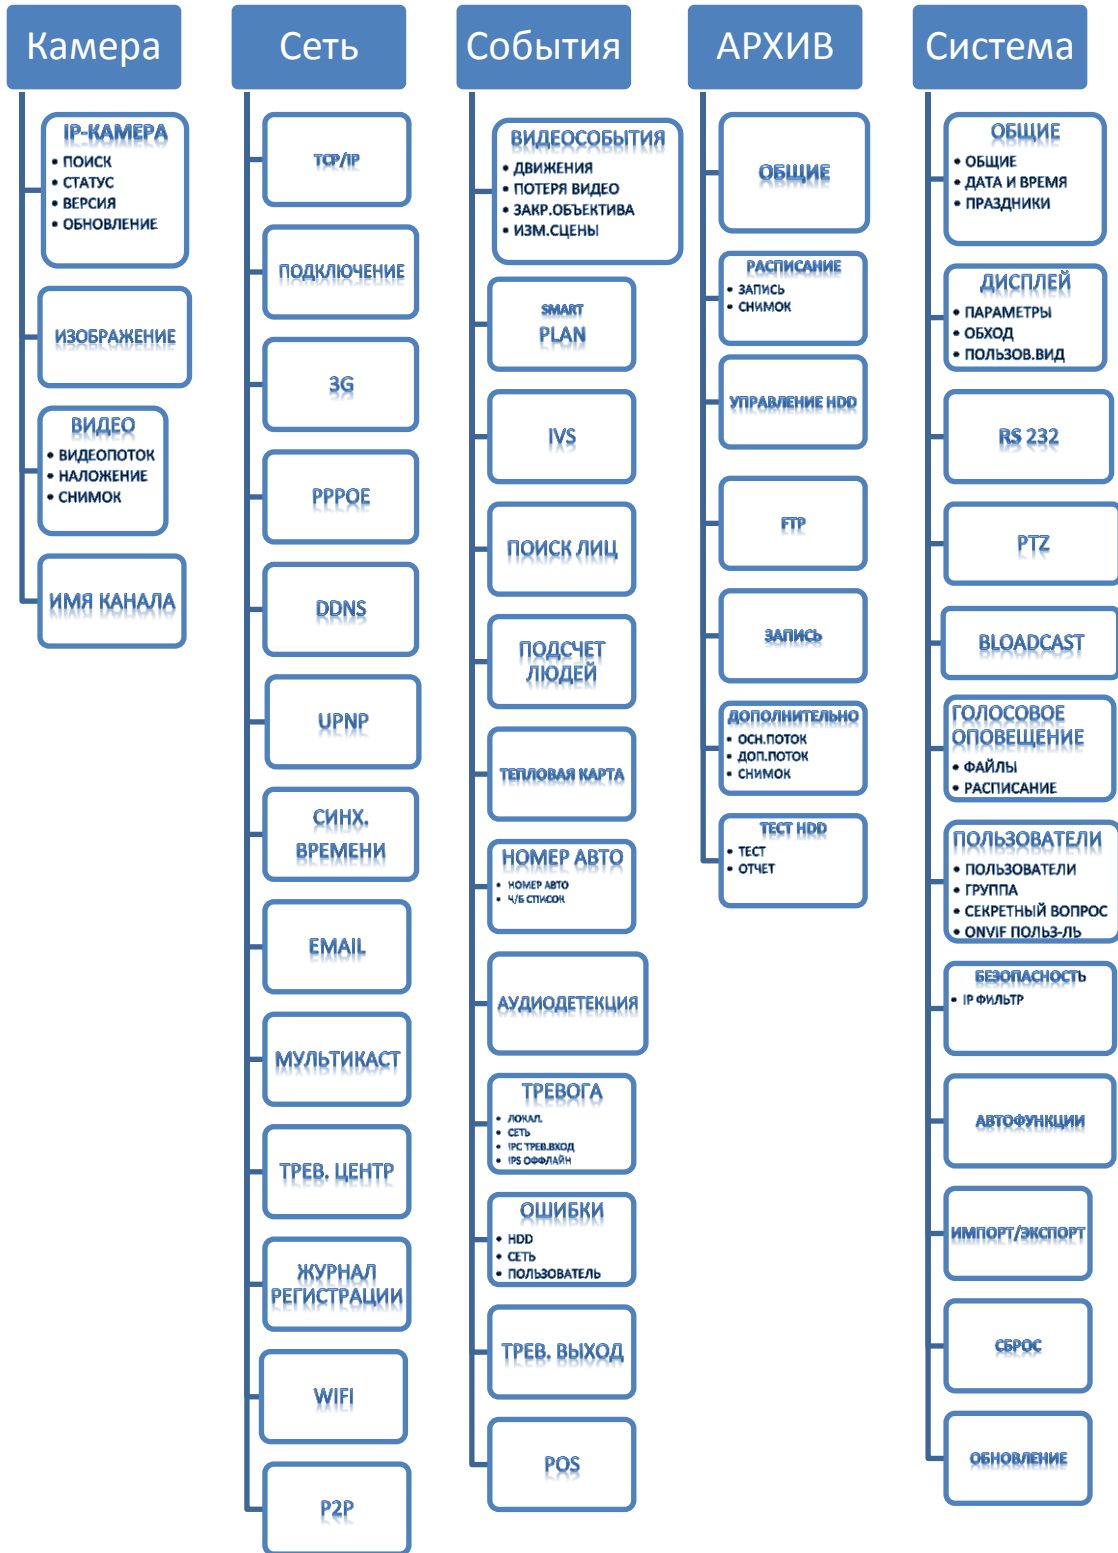 Камера
IP-КАМЕРА
• ПОИСК
• СТАТУС
• ВЕРСИЯ
• ОБНОВЛЕНИЕ
ИЗОБРАЖЕНИЕ
ВИДЕО
• ВИДЕОПОТОК
• НАЛОЖЕНИЕ
• СНИМОК
ИМЯ КАНАЛА
Сеть
TCP/IP
ПОДКЛЮЧЕНИЕ
3G
PPPOE
DDNS
UPNP
СИНХ.
ВРЕМЕНИ
EMAIL
МУЛЬТИКАСТ
ТРЕВ. ЦЕНТР
ЖУРНАЛ
РЕГИСТРАЦИИ
WIFI
P2P
События
ВИДЕОСОБЫТИЯ
• ДВИЖЕНИЯ
• ПОТЕРЯ ВИДЕО
• ЗАКР.ОБЪЕКТИВА
• ИЗМ.СЦЕНЫ
SMART
PLAN
IVS
ПОИСК ЛИЦ
ПОДСЧЕТ
ЛЮДЕЙ
ТЕПЛОВАЯ КАРТА
НОМЕР АВТО
• НОМЕР АВТО
• Ч/Б СПИСОК
АУДИОДЕТЕКЦИЯ
ТРЕВОГА
• ЛОКАЛ.
• СЕТЬ
• IPC ТРЕВ.ВХОД
• IPS ОФФЛАЙН
ОШИБКИ
• HDD
• СЕТЬ
• ПОЛЬЗОВАТЕЛЬ
ТРЕВ. ВЫХОД
POS
АРХИВ
ОБЩИЕ
РАСПИСАНИЕ
• ЗАПИСЬ
• СНИМОК
УПРАВЛЕНИЕ HDD
FTP
ЗАПИСЬ
ДОПОЛНИТЕЛЬНО
• ОСН.ПОТОК
• ДОП.ПОТОК
• СНИМОК
ТЕСТ HDD
• ТЕСТ
• ОТЧЕТ
Система
ОБЩИЕ
• ОБЩИЕ
• ДАТА И ВРЕМЯ
• ПРАЗДНИКИ
ДИСПЛЕЙ
• ПАРАМЕТРЫ
• ОБХОД
• ПОЛЬЗОВ.ВИД
RS 232
PTZ
BLOADCAST
ГОЛОСОВОЕ
ОПОВЕЩЕНИЕ
• ФАЙЛЫ
• РАСПИСАНИЕ
ПОЛЬЗОВАТЕЛИ
• ПОЛЬЗОВАТЕЛИ
• ГРУППА
• СЕКРЕТНЫЙ ВОПРОС
• ONVIF ПОЛЬЗ-ЛЬ
БЕЗОПАСНОСТЬ
• IP ФИЛЬТР
АВТОФУНКЦИИ
ИМПОРТ/ЭКСПОРТ
СБРОС
ОБНОВЛЕНИЕ